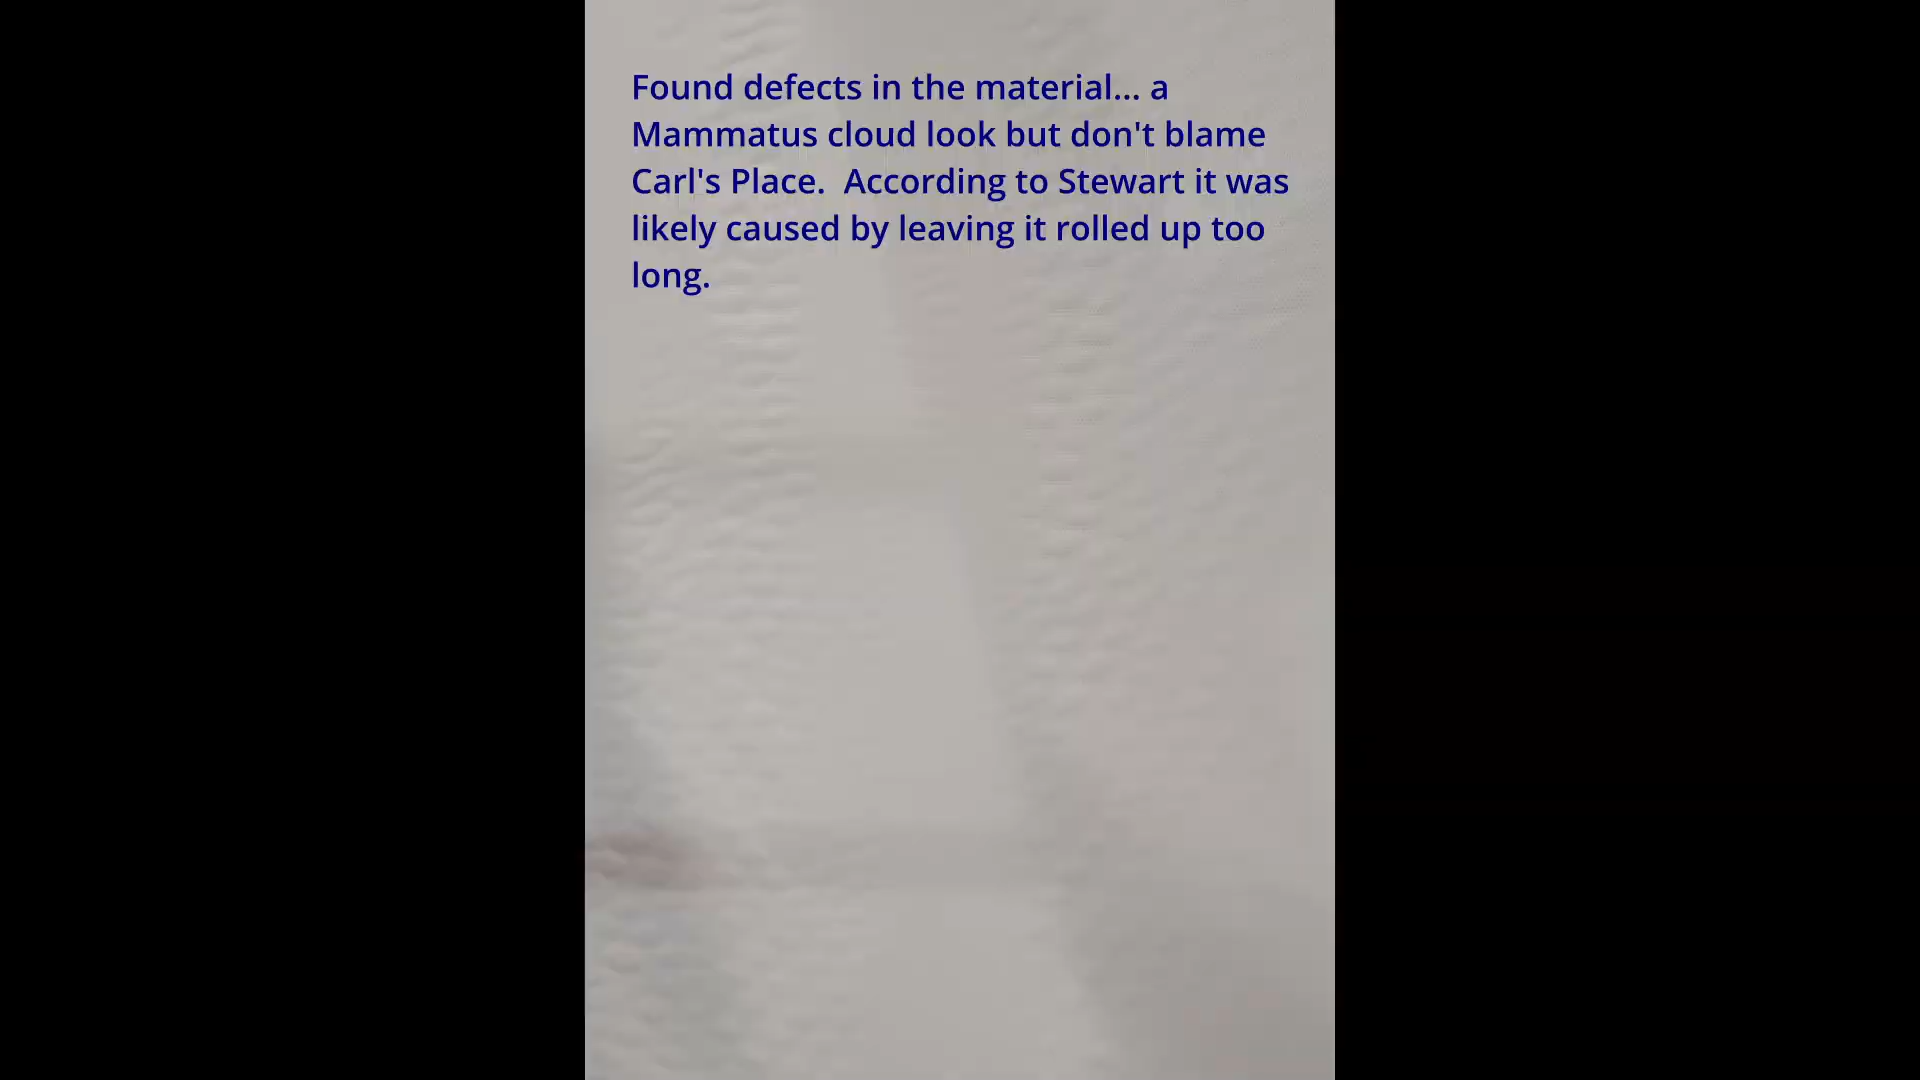 Found defects in the material... a
Mammatus cloud look but don't blame
Carl's Place.  According to Stewart it was
likely caused by leaving it rolled up too
long.